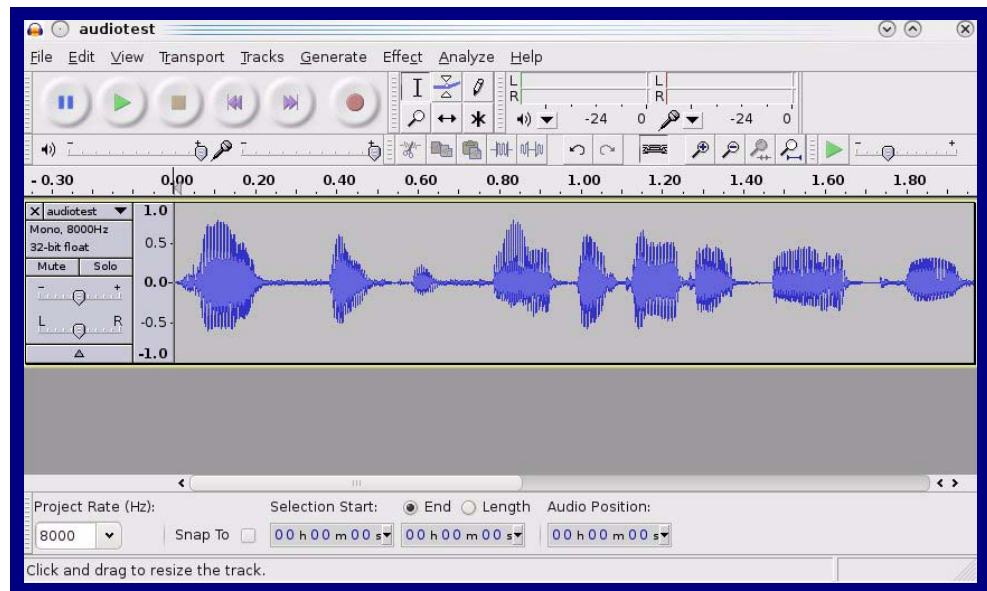 audiotest
File Edit View Transport Tracks Generate Effect Analyze Help
L
R
-24 0
L
R
-24 0
- 0.30 0.00 0.20 0.40 0.60 0.80 1.00 1.20 1.40 1.60 1.80
X audiotest
Mono, 8000Hz
32-bit float
Mute Solo
- +
L R
1.0
0.5
0.0
-0.5
-1.0
Project Rate (Hz): Selection Start: End Length Audio Position:
8000 Snap To 00 h 00 m 00 s 00 h 00 m 00 s 00 h 00 m 00 s
Click and drag to resize the track.